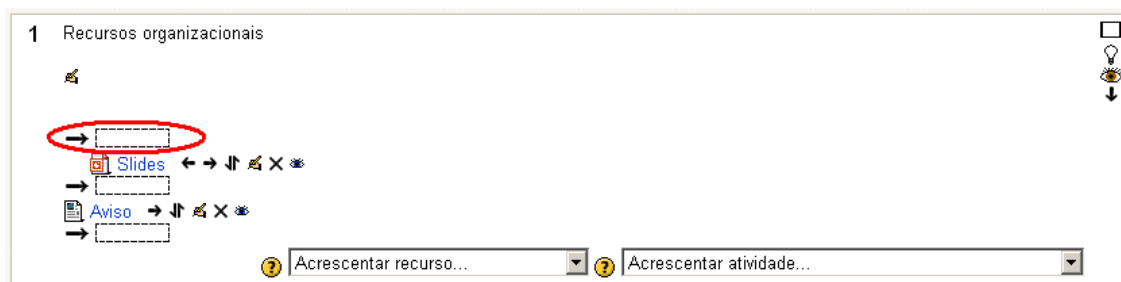 1 Recursos organizacionais
Slides
Aviso
Acrescentar recurso... Acrescentar atividade...